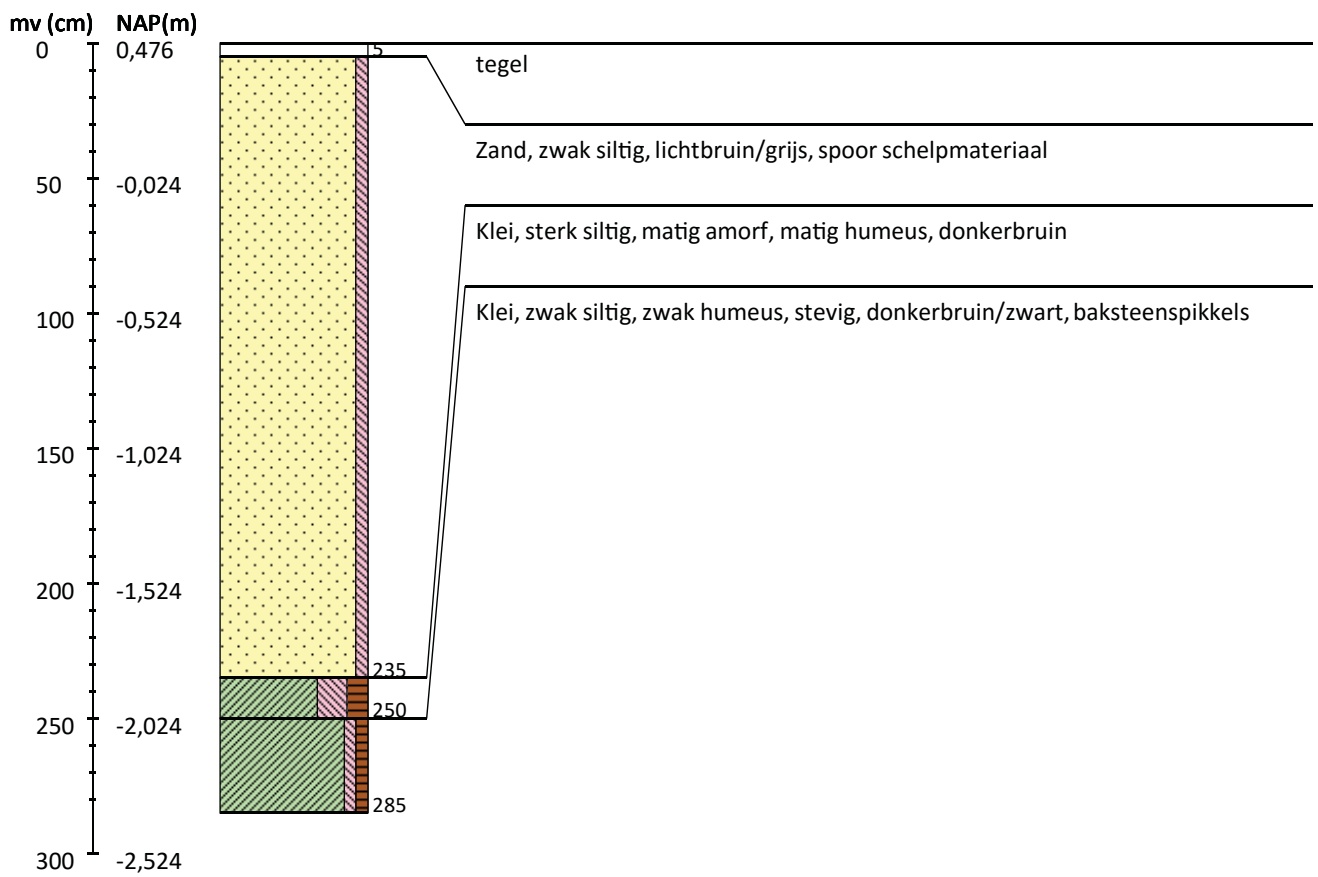 mv (cm) NAP(m)
0 0,476
5
tegel
Zand, zwak siltig, lichtbruin/grijs, spoor schelpmateriaal
50 -0,024
Klei, sterk siltig, matig amorf, matig humeus, donkerbruin
100 -0,524
Klei, zwak siltig, zwak humeus, stevig, donkerbruin/zwart, baksteenspikkels
150 -1,024
200 -1,524
235
250
250 -2,024
285
300 -2,524